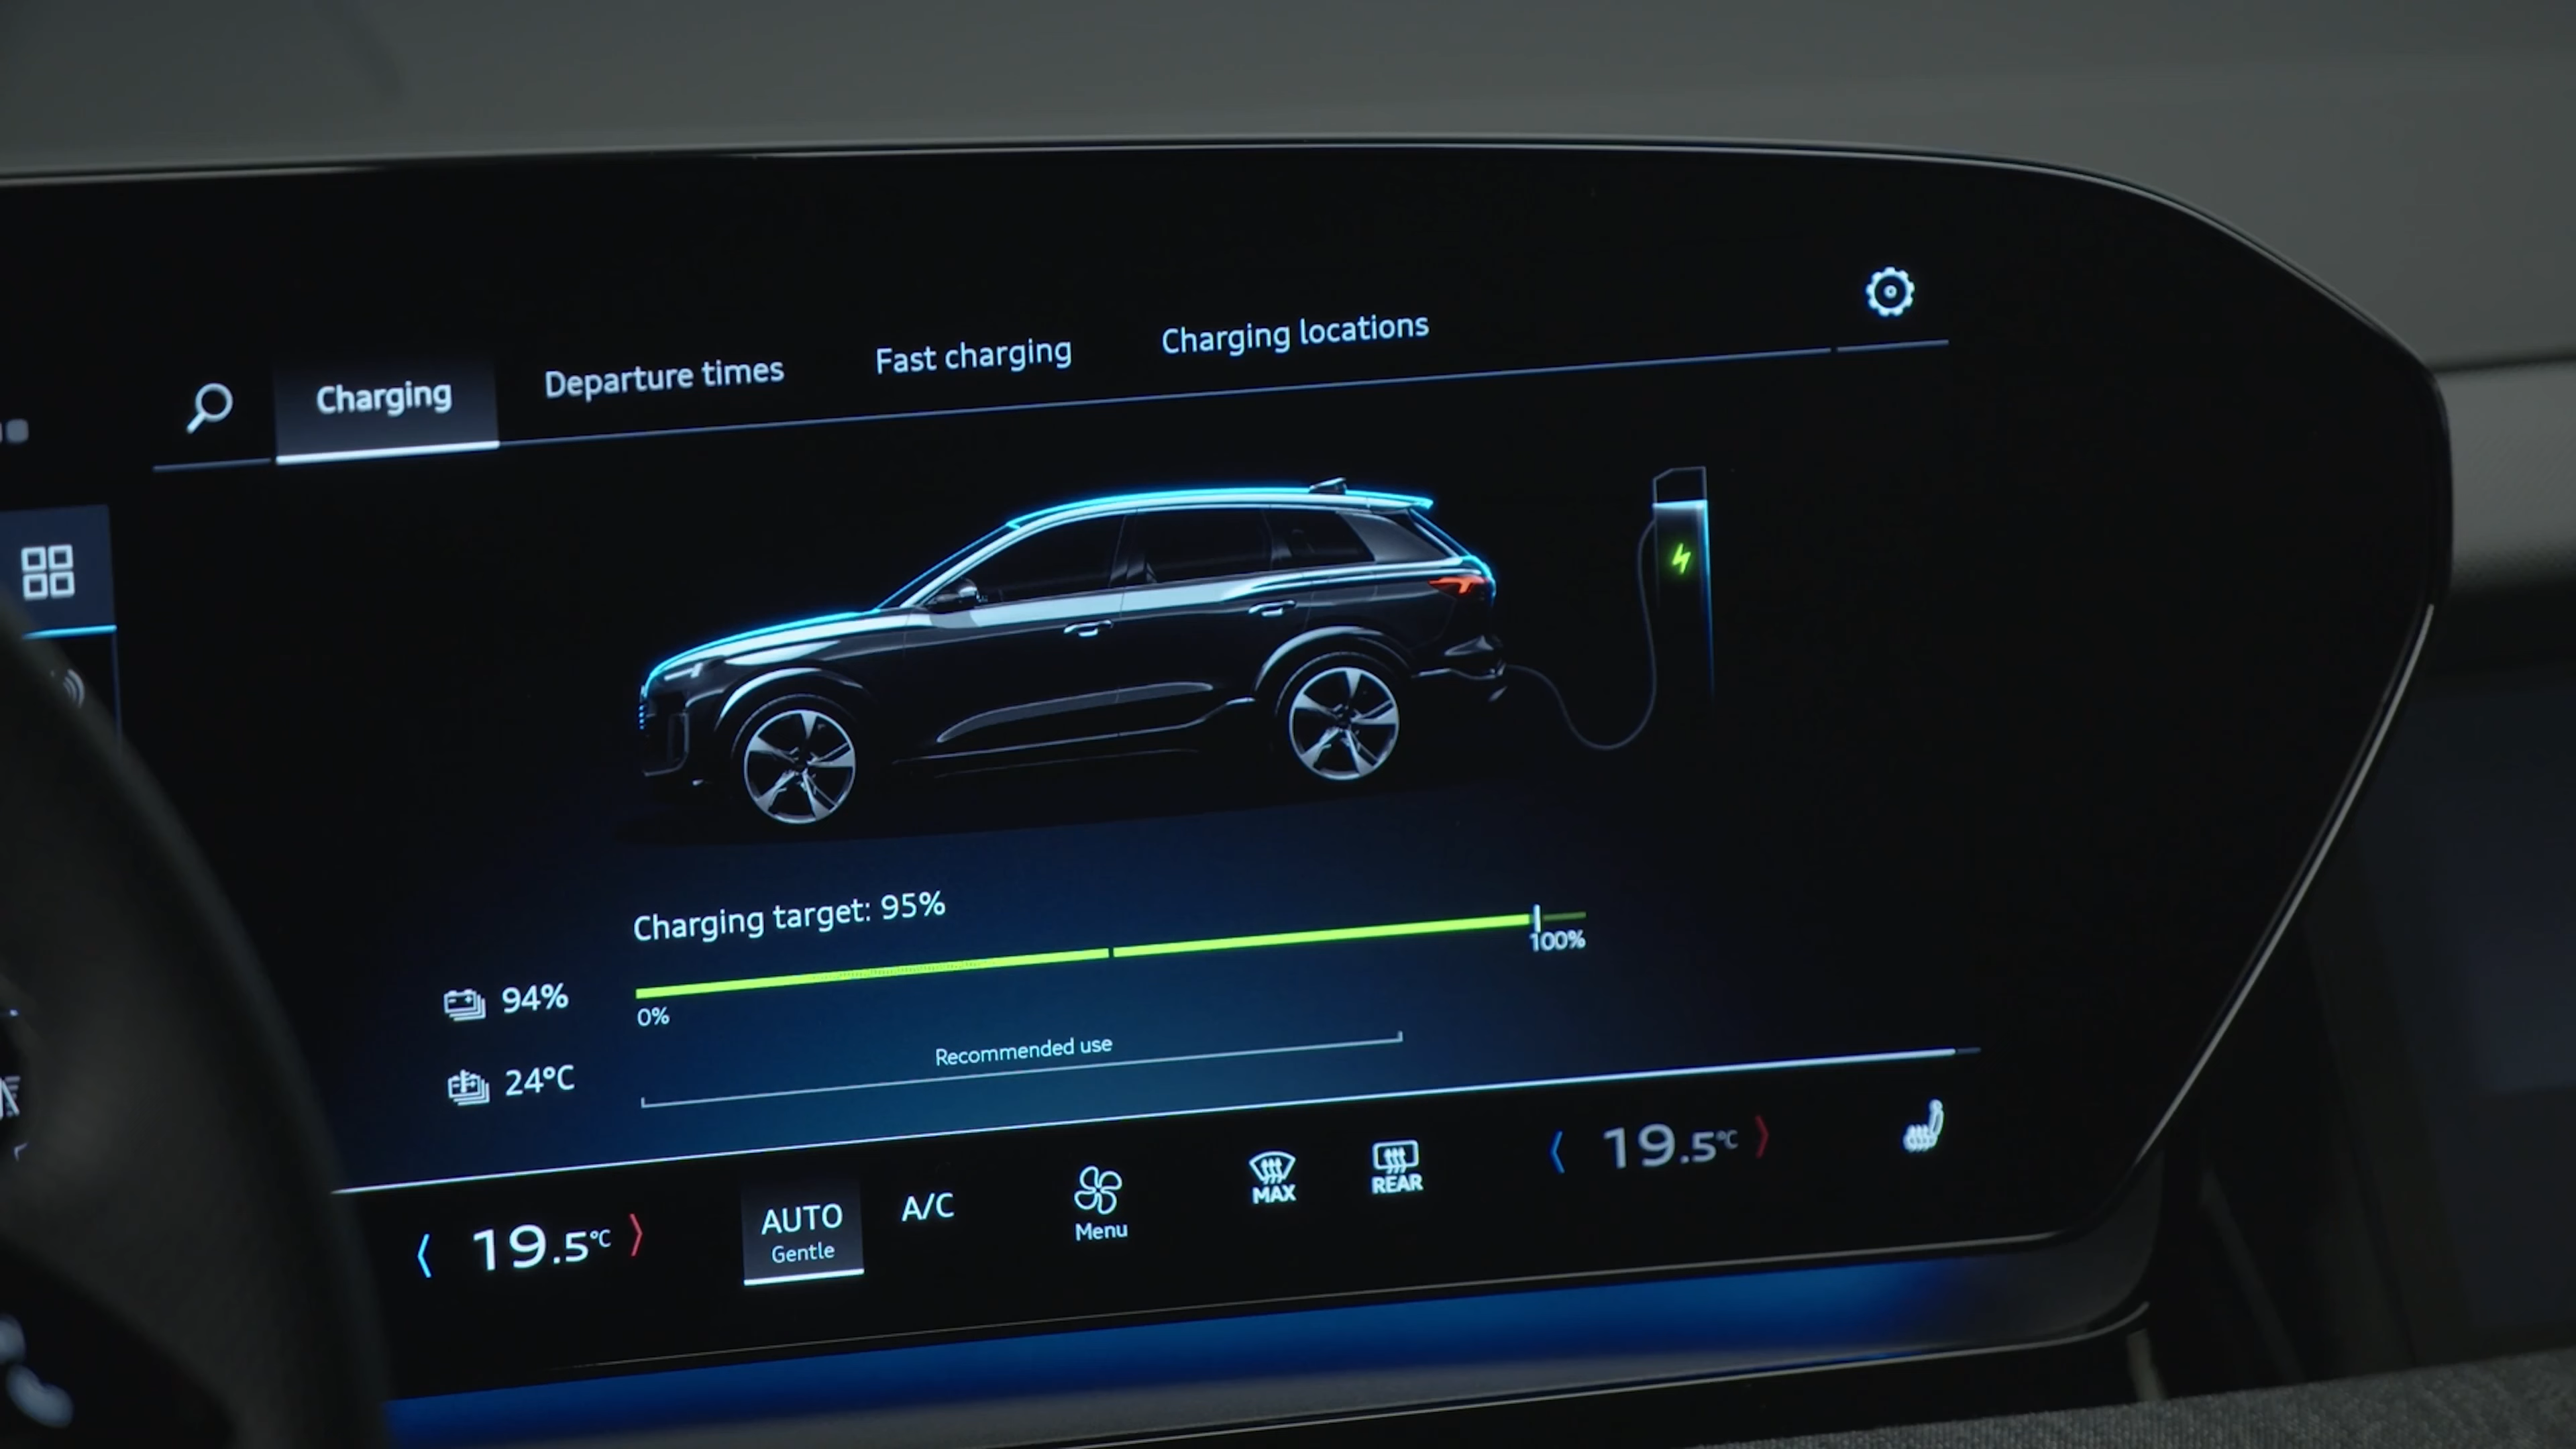 Charging
Departure times
Fast charging
Charging locations
Charging target: 95%
94%
0%
100%
24°C
Recommended use
19.5°C
AUTO
Gentle
A/C
Menu
MAX
REAR
19.5°C